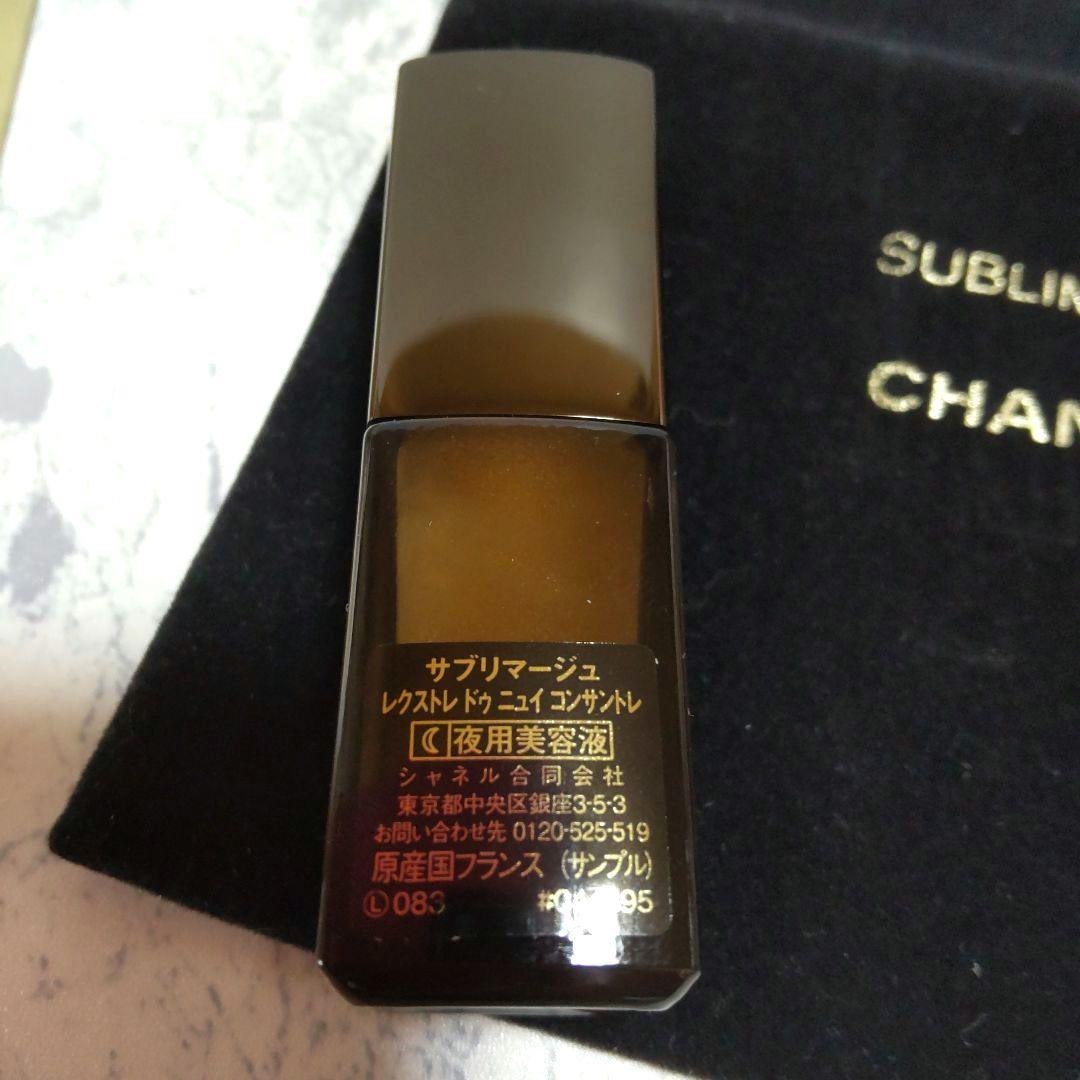 サブリマージュ
レクストレ ドゥ ニュイ コンサントレ
夜用美容液
シャネル合同会社
東京都中央区銀座3-5-3
お問い合わせ先 0120-525-519
原産国フランス (サンプル)
Ⓛ083
SUBLIM
CHAN